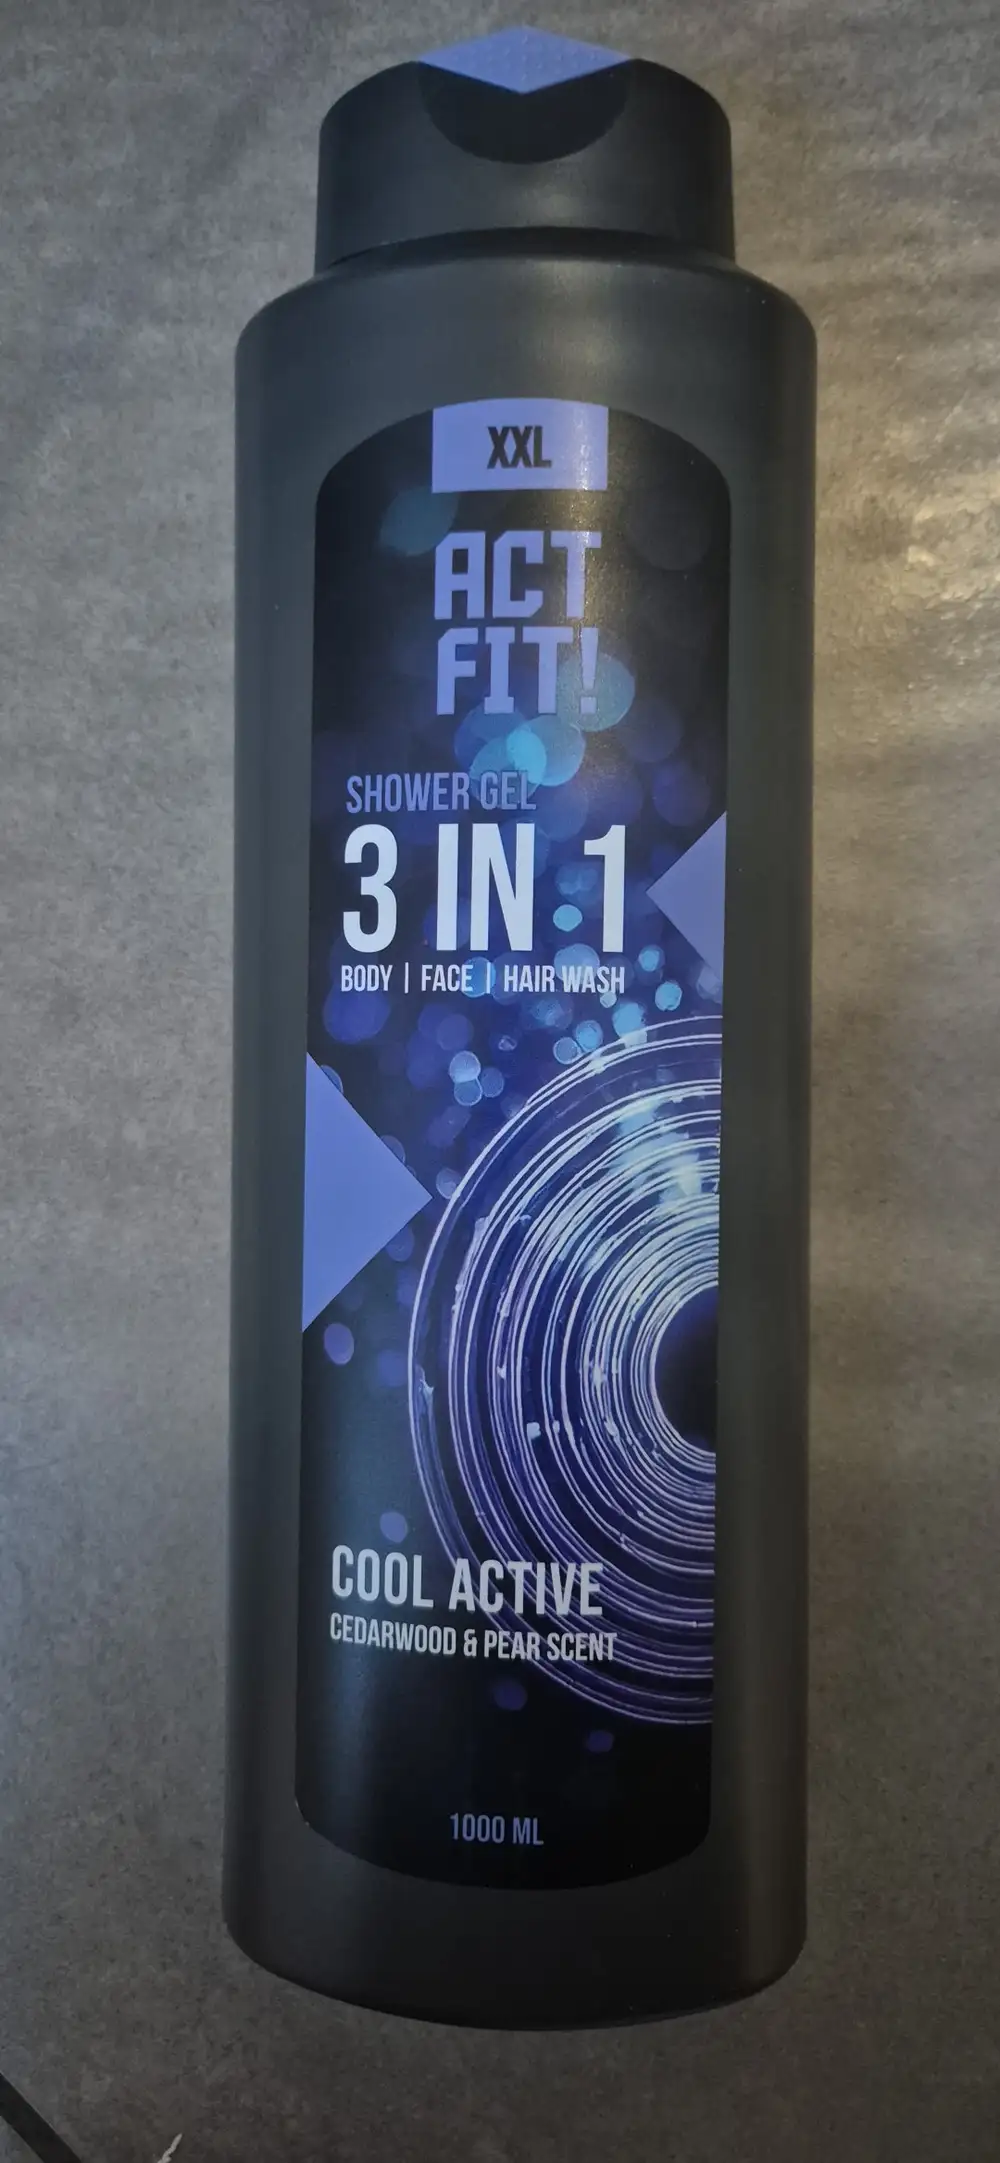 XXL
ACT
FIT!
SHOWER GEL
3 IN 1
BODY | FACE | HAIR WASH
COOL ACTIVE
CEDARWOOD & PEAR SCENT
1000 ML